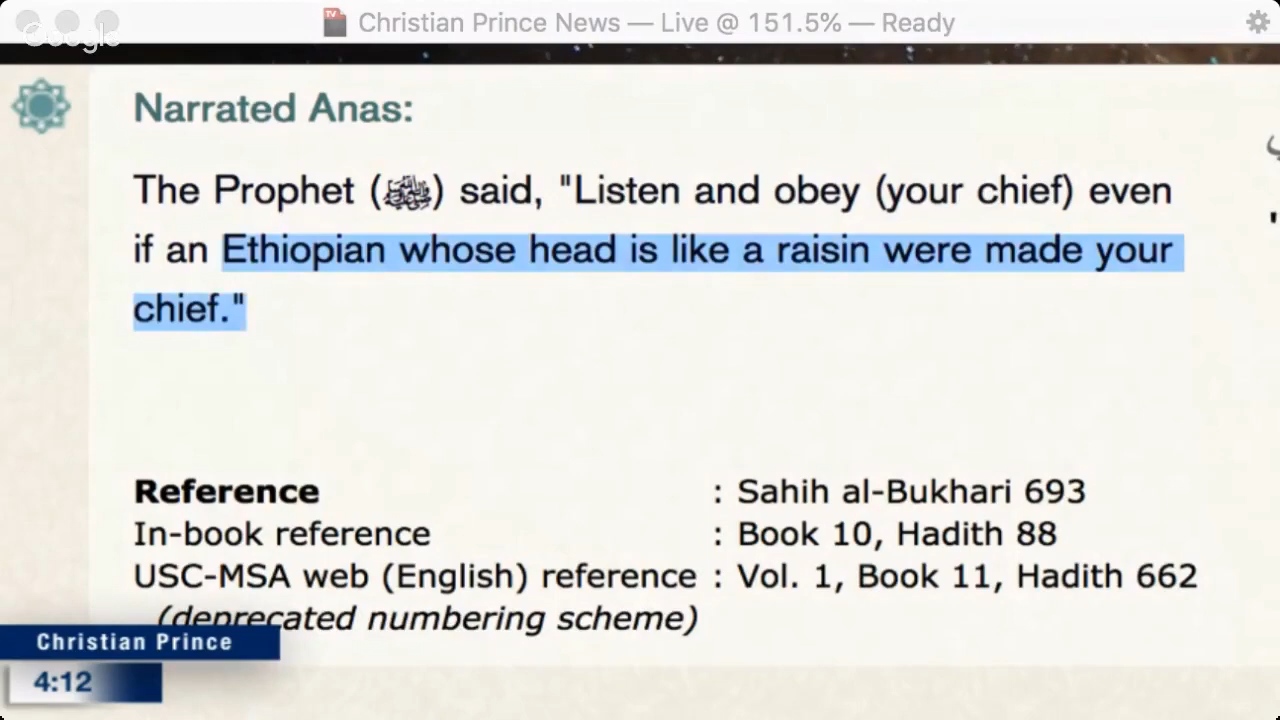 Christian Prince News — Live @ 151.5% — Ready
Google
Narrated Anas:
The Prophet (ﷺ) said, "Listen and obey (your chief) even
if an Ethiopian whose head is like a raisin were made your
chief."
Reference : Sahih al-Bukhari 693
In-book reference : Book 10, Hadith 88
USC-MSA web (English) reference : Vol. 1, Book 11, Hadith 662
(deprecated numbering scheme)
Christian Prince
4:12